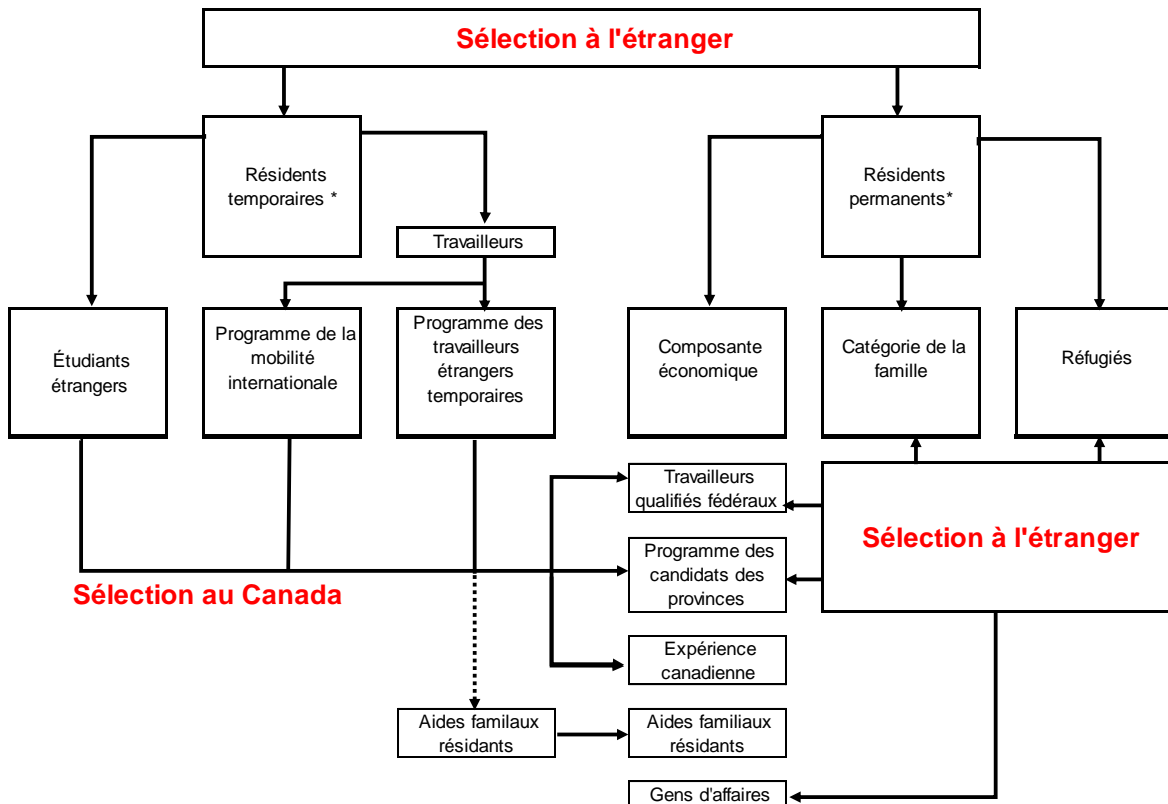 Sélection à l'étranger
Résidents
temporaires *
Résidents
permanents*
Travailleurs
Étudiants
étrangers
Programme de la
mobilité
internationale
Programme des
travailleurs
étrangers
temporaires
Composante
économique
Catégorie de la
famille
Réfugiés
Travailleurs
qualifiés fédéraux
Sélection à l'étranger
Programme des
candidats des
provinces
Sélection au Canada
Expérience
canadienne
Aides familaux
résidants
Aides familiaux
résidants
Gens d'affaires